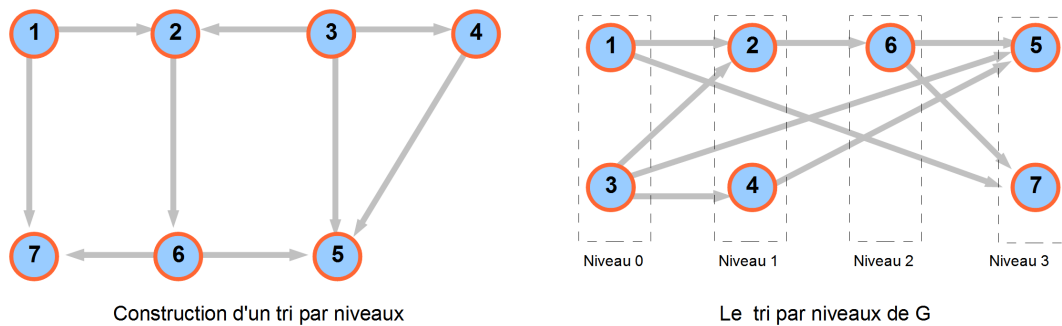 1 2 3 4
7 6 5
Construction d'un tri par niveaux
1 2 6 5
3 4 7
Niveau 0 Niveau 1 Niveau 2 Niveau 3
Le tri par niveaux de G